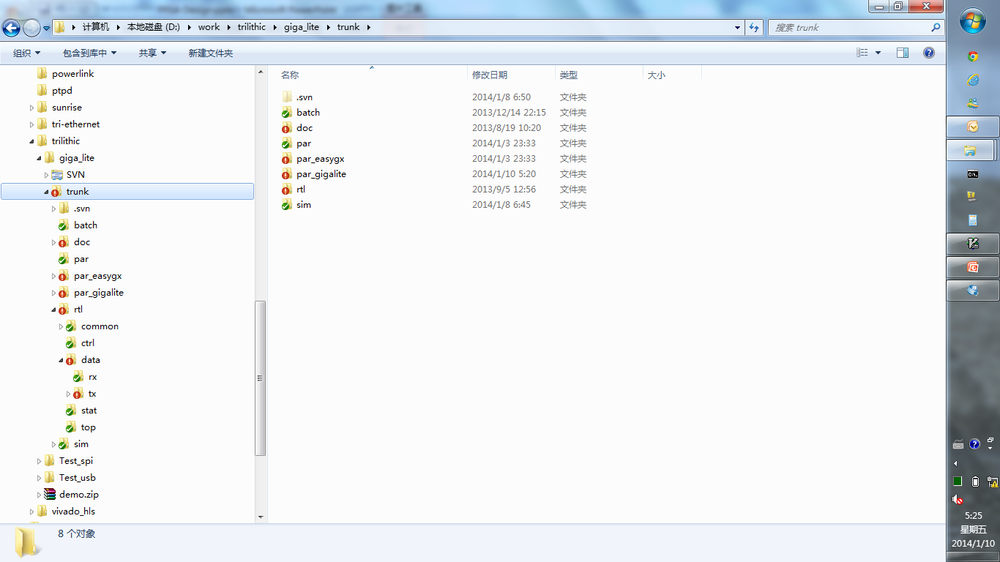 计算机 本地磁盘 (D:) work trilithic giga_lite trunk
搜索 trunk
组织 包含到库中 共享 新建文件夹
powerlink
ptpd
sunrise
tri-ethernet
trilithic
giga_lite
SVN
trunk
.svn
batch
doc
par
par_easygx
par_gigalite
rtl
common
ctrl
data
rx
tx
stat
top
sim
Test_spi
Test_usb
demo.zip
vivado_hls
名称 修改日期 类型 大小
.svn 2014/1/8 6:50 文件夹
batch 2013/12/14 22:15 文件夹
doc 2013/8/19 10:20 文件夹
par 2014/1/3 23:33 文件夹
par_easygx 2014/1/3 23:33 文件夹
par_gigalite 2014/1/10 5:20 文件夹
rtl 2013/9/5 12:56 文件夹
sim 2014/1/8 6:45 文件夹
8 个对象
5:25
星期五
2014/1/10